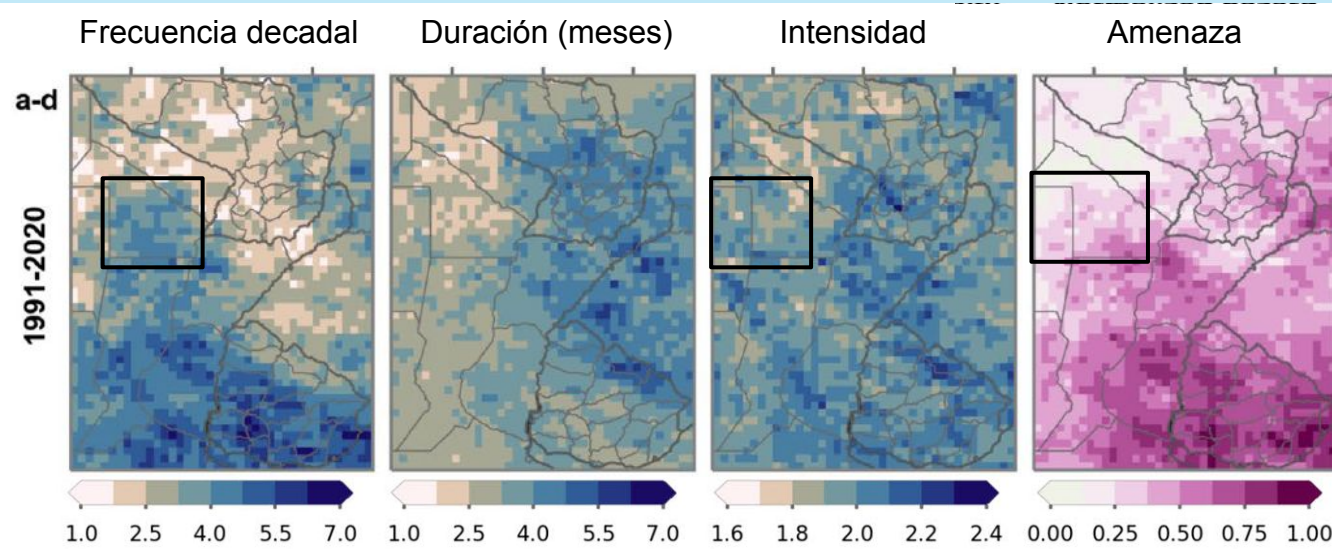 Frecuencia decadal Duración (meses) Intensidad Amenaza
a-d
1991-2020
1.0 2.5 4.0 5.5 7.0 1.0 2.5 4.0 5.5 7.0 1.6 1.8 2.0 2.2 2.4 0.00 0.25 0.50 0.75 1.00